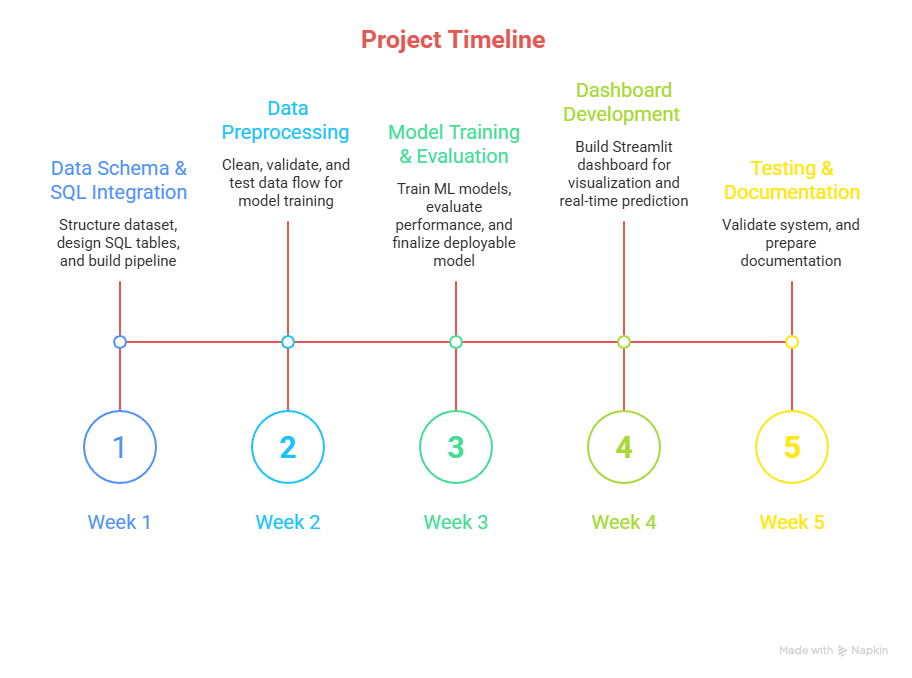 Project Timeline
Data Schema &
SQL Integration
Structure dataset,
design SQL tables,
and build pipeline
Data
Preprocessing
Clean, validate, and
test data flow for
model training
Model Training
& Evaluation
Train ML models,
evaluate
performance, and
finalize deployable
model
Dashboard
Development
Build Streamlit
dashboard for
visualization and
real-time prediction
Testing &
Documentation
Validate system, and
prepare
documentation
1
2
3
4
5
Week 1
Week 2
Week 3
Week 4
Week 5
Made with Napkin